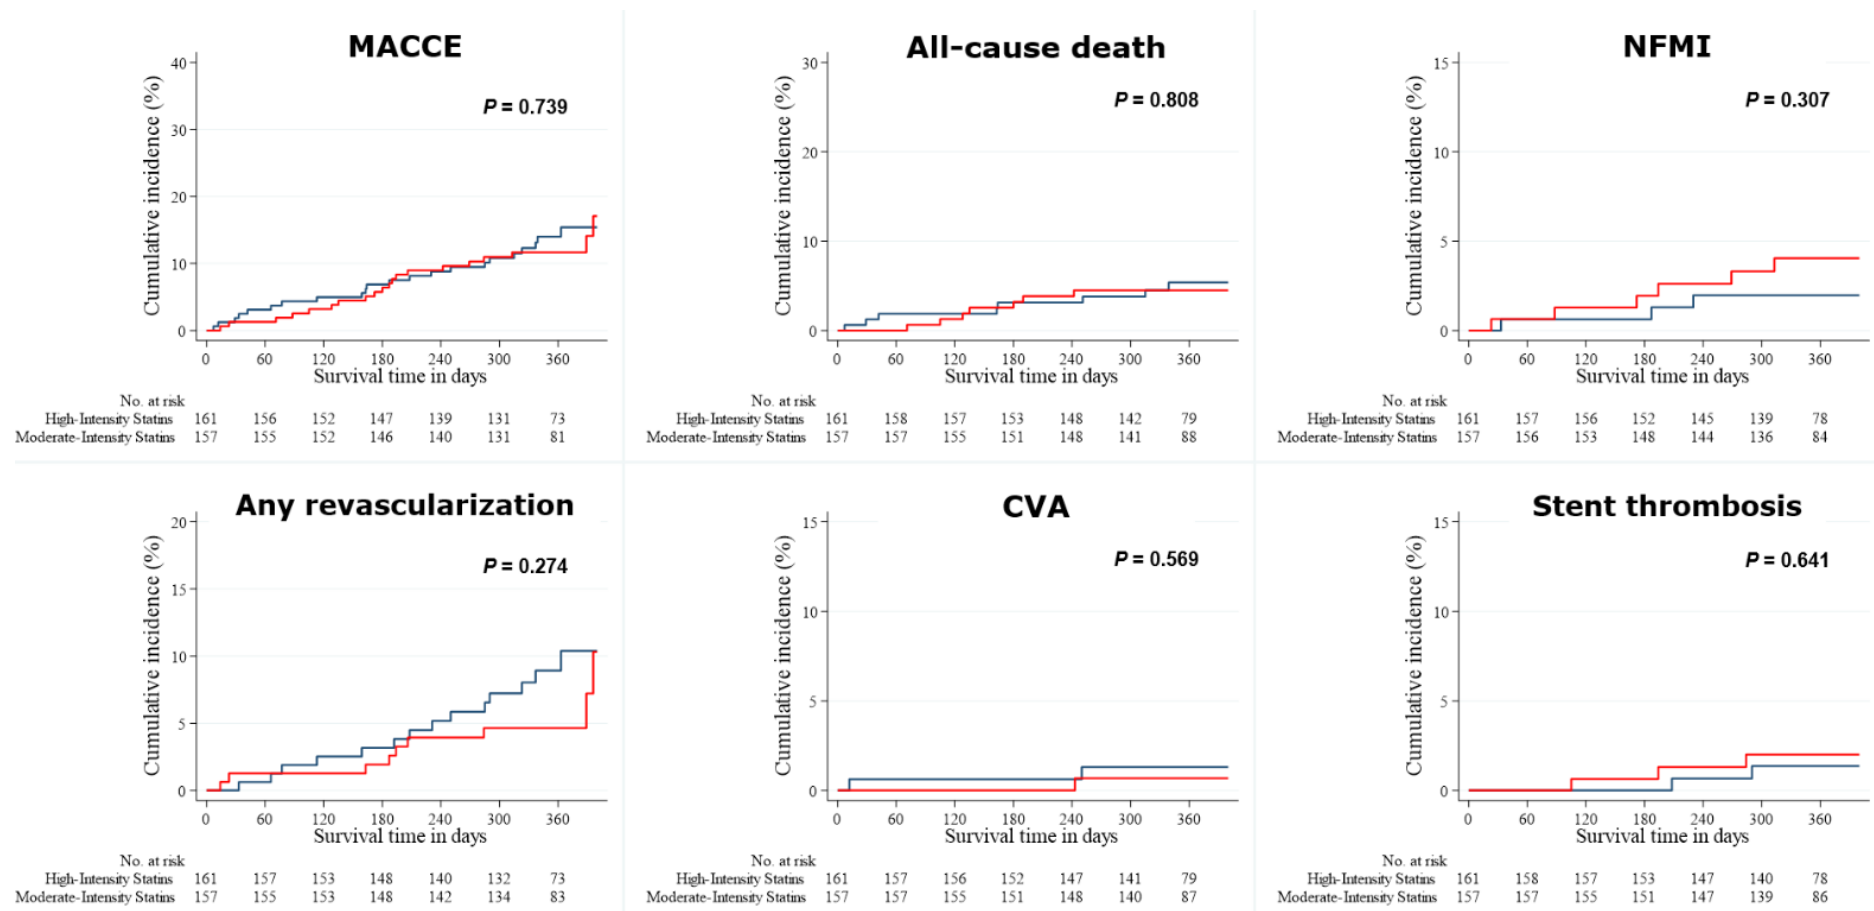 MACCE
P = 0.739
Cumulative incidence (%)
40
30
20
10
0
0 60 120 180 240 300 360
Survival time in days
No. at risk
High-Intensity Statins 161 156 152 147 139 131 73
Moderate-Intensity Statins 157 155 152 146 140 131 81
All-cause death
P = 0.808
Cumulative incidence (%)
30
20
10
0
0 60 120 180 240 300 360
Survival time in days
No. at risk
High-Intensity Statins 161 158 157 153 148 142 79
Moderate-Intensity Statins 157 157 155 151 148 141 88
NFMI
P = 0.307
Cumulative incidence (%)
15
10
5
0
0 60 120 180 240 300 360
Survival time in days
No. at risk
High-Intensity Statins 161 157 156 152 145 139 78
Moderate-Intensity Statins 157 156 153 148 144 136 84
Any revascularization
P = 0.274
Cumulative incidence (%)
20
15
10
5
0
0 60 120 180 240 300 360
Survival time in days
No. at risk
High-Intensity Statins 161 157 153 148 140 132 73
Moderate-Intensity Statins 157 155 153 148 142 134 83
CVA
P = 0.569
Cumulative incidence (%)
15
10
5
0
0 60 120 180 240 300 360
Survival time in days
No. at risk
High-Intensity Statins 161 157 156 152 147 141 79
Moderate-Intensity Statins 157 157 155 151 148 140 87
Stent thrombosis
P = 0.641
Cumulative incidence (%)
15
10
5
0
0 60 120 180 240 300 360
Survival time in days
No. at risk
High-Intensity Statins 161 158 157 153 147 140 78
Moderate-Intensity Statins 157 157 155 151 147 139 86